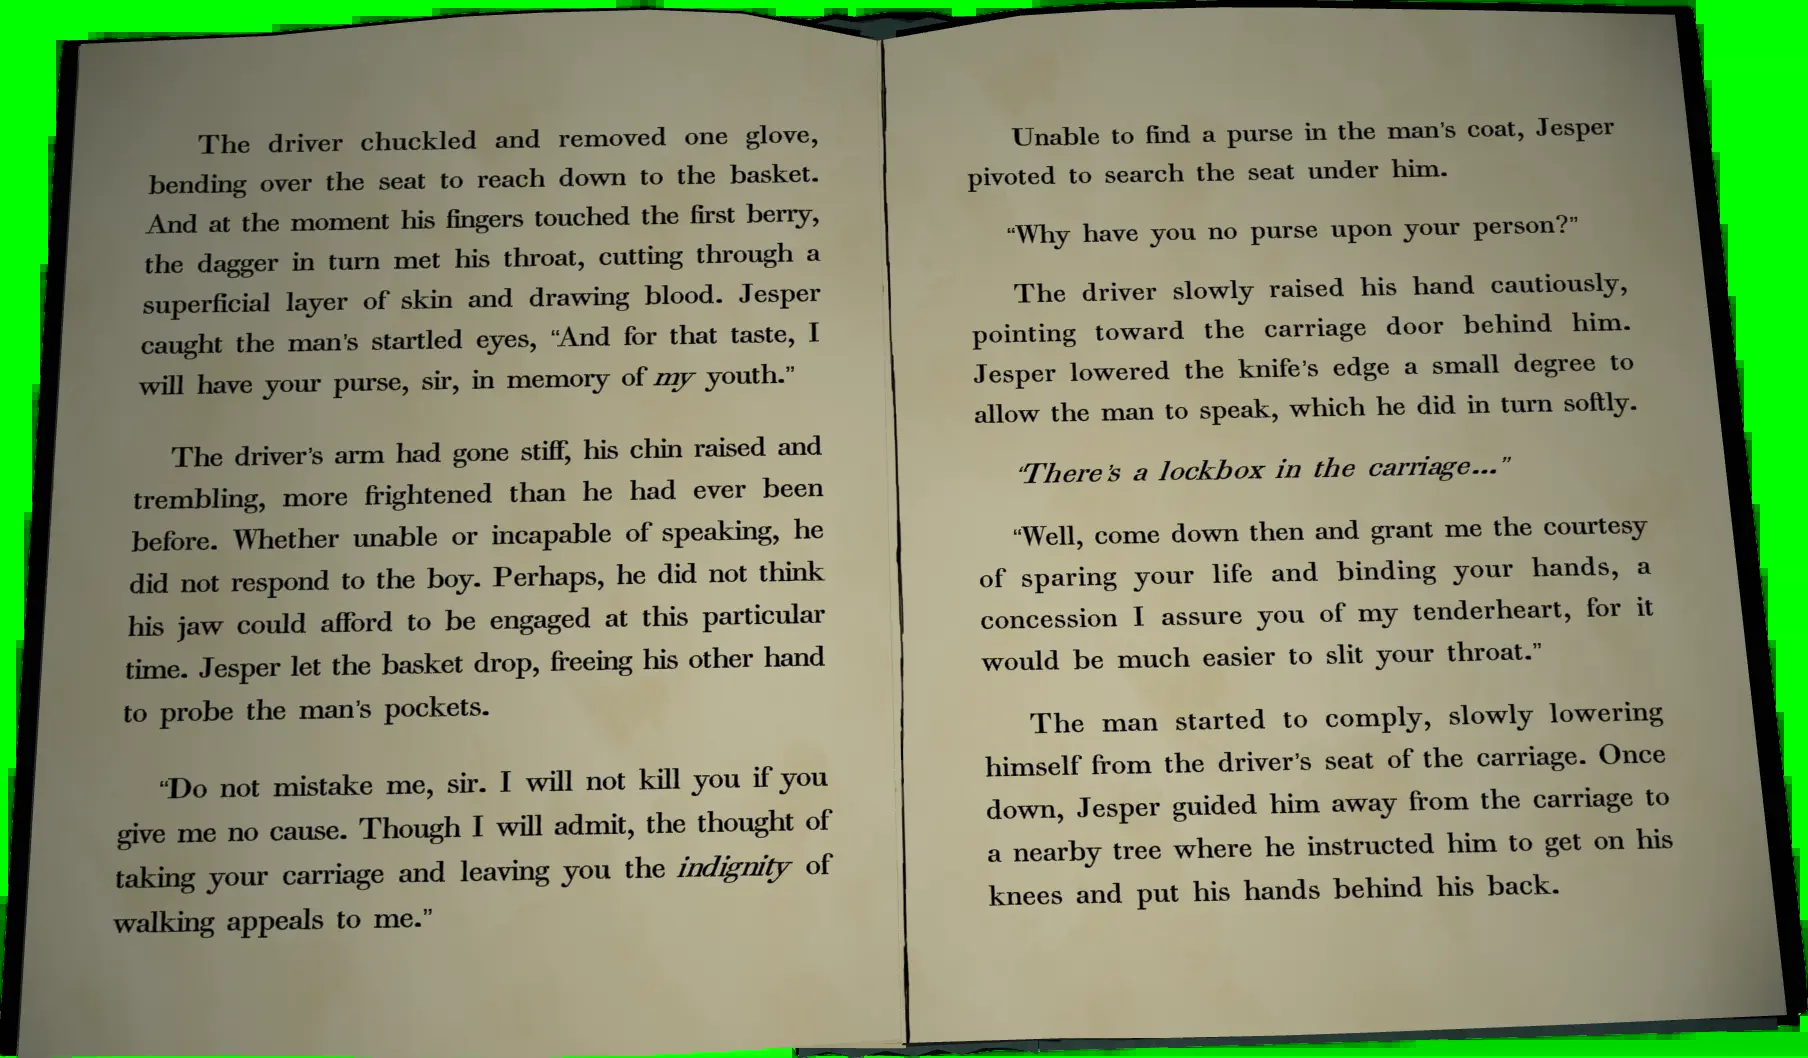 The driver chuckled and removed one glove,
bending over the seat to reach down to the basket.
And at the moment his fingers touched the first berry,
the dagger in turn met his throat, cutting through a
superficial layer of skin and drawing blood. Jesper
caught the man's startled eyes, “And for that taste, I
will have your purse, sir, in memory of my youth.”
The driver's arm had gone stiff, his chin raised and
trembling, more frightened than he had ever been
before. Whether unable or incapable of speaking, he
did not respond to the boy. Perhaps, he did not think
his jaw could afford to be engaged at this particular
time. Jesper let the basket drop, freeing his other hand
to probe the man's pockets.
“Do not mistake me, sir. I will not kill you if you
give me no cause. Though I will admit, the thought of
taking your carriage and leaving you the indignity of
walking appeals to me.”
Unable to find a purse in the man's coat, Jesper
pivoted to search the seat under him.
“Why have you no purse upon your person?”
The driver slowly raised his hand cautiously,
pointing toward the carriage door behind him.
Jesper lowered the knife's edge a small degree to
allow the man to speak, which he did in turn softly.
“There's a lockbox in the carriage...”
“Well, come down then and grant me the courtesy
of sparing your life and binding your hands, a
concession I assure you of my tenderheart, for it
would be much easier to slit your throat.”
The man started to comply, slowly lowering
himself from the driver's seat of the carriage. Once
down, Jesper guided him away from the carriage to
a nearby tree where he instructed him to get on his
knees and put his hands behind his back.